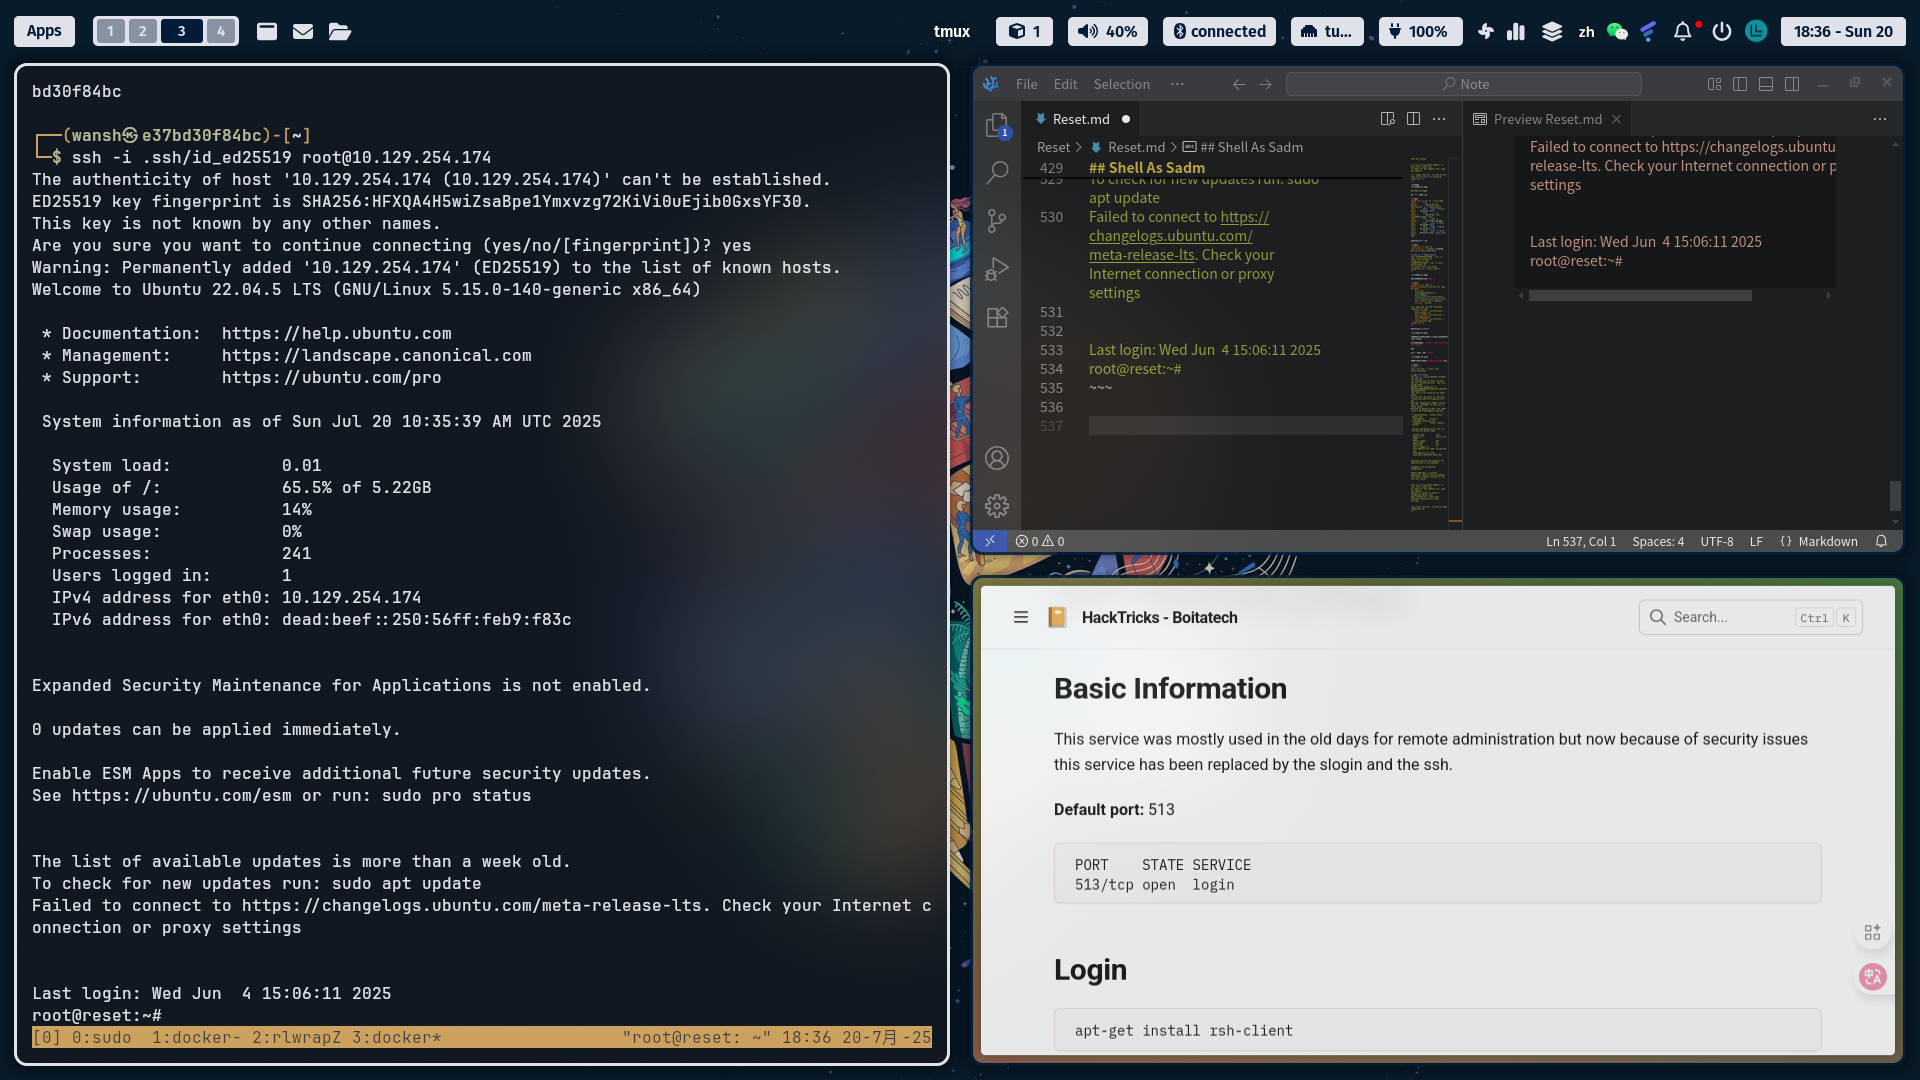 Apps
1 2 3 4
tmux
1
40%
connected
tu...
100%
zh
18:36 - Sun 20
bd30f84bc
(wansh㉿e37bd30f84bc)-[~]
$ ssh -i .ssh/id_ed25519 root@10.129.254.174
The authenticity of host '10.129.254.174 (10.129.254.174)' can't be established.
ED25519 key fingerprint is SHA256:HFXQA4H5wiZsaBpe1Ymxvzg72KiVi0uEjib0GxsYF30.
This key is not known by any other names.
Are you sure you want to continue connecting (yes/no/[fingerprint])? yes
Warning: Permanently added '10.129.254.174' (ED25519) to the list of known hosts.
Welcome to Ubuntu 22.04.5 LTS (GNU/Linux 5.15.0-140-generic x86_64)
* Documentation:  https://help.ubuntu.com
* Management:     https://landscape.canonical.com
* Support:        https://ubuntu.com/pro
System information as of Sun Jul 20 10:35:39 AM UTC 2025
System load:           0.01
Usage of /:            65.5% of 5.22GB
Memory usage:          14%
Swap usage:            0%
Processes:             241
Users logged in:       1
IPv4 address for eth0: 10.129.254.174
IPv6 address for eth0: dead:beef::250:56ff:feb9:f83c
Expanded Security Maintenance for Applications is not enabled.
0 updates can be applied immediately.
Enable ESM Apps to receive additional future security updates.
See https://ubuntu.com/esm or run: sudo pro status
The list of available updates is more than a week old.
To check for new updates run: sudo apt update
Failed to connect to https://changelogs.ubuntu.com/meta-release-lts. Check your Internet c
onnection or proxy settings
Last login: Wed Jun  4 15:06:11 2025
root@reset:~#
[0] 0:sudo  1:docker- 2:rlwrapZ 3:docker*
"root@reset: ~" 18:36 20-7月-25
File Edit Selection ···
Note
1
Reset.md
Reset > Reset.md > ## Shell As Sadm
429 ## Shell As Sadm
529 To check for new updates run: sudo
apt update
530 Failed to connect to https://
changelogs.ubuntu.com/
meta-release-lts. Check your
Internet connection or proxy
settings
531
532
533 Last login: Wed Jun  4 15:06:11 2025
534 root@reset:~#
535 ~~~
536
537
Preview Reset.md
Failed to connect to https://changelogs.ubuntu
release-lts. Check your Internet connection or p
settings
Last login: Wed Jun  4 15:06:11 2025
root@reset:~#
0 0
Ln 537, Col 1 Spaces: 4 UTF-8 LF {} Markdown
HackTricks - Boitatech
Search... Ctrl K
Basic Information
This service was mostly used in the old days for remote administration but now because of security issues
this service has been replaced by the slogin and the ssh.
Default port: 513
PORT    STATE SERVICE
513/tcp open  login
Login
apt-get install rsh-client
中A